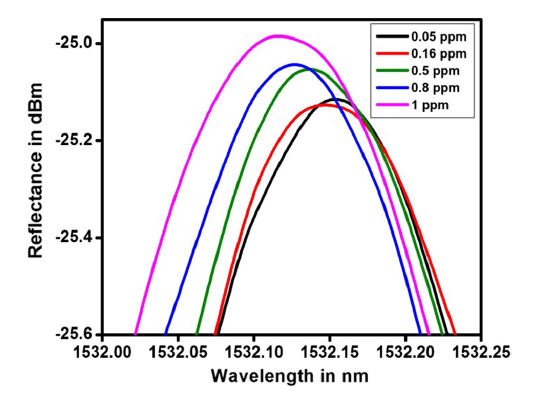 -25.0
-25.2
-25.4
-25.6
Reflectance in dBm
0.05 ppm
0.16 ppm
0.5 ppm
0.8 ppm
1 ppm
1532.00 1532.05 1532.10 1532.15 1532.20 1532.25
Wavelength in nm